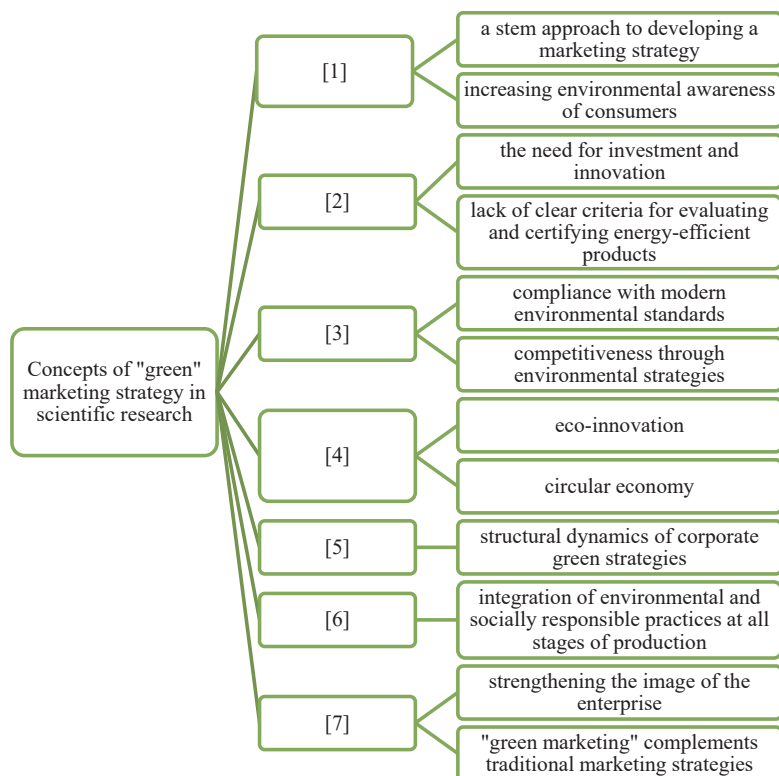 Concepts of "green"
marketing strategy in
scientific research
[1]
a stem approach to developing a
marketing strategy
increasing environmental awareness
of consumers
[2]
the need for investment and
innovation
lack of clear criteria for evaluating
and certifying energy-efficient
products
[3]
compliance with modern
environmental standards
competitiveness through
environmental strategies
[4]
eco-innovation
circular economy
[5]
structural dynamics of corporate
green strategies
[6]
integration of environmental and
socially responsible practices at all
stages of production
[7]
strengthening the image of the
enterprise
"green marketing" complements
traditional marketing strategies